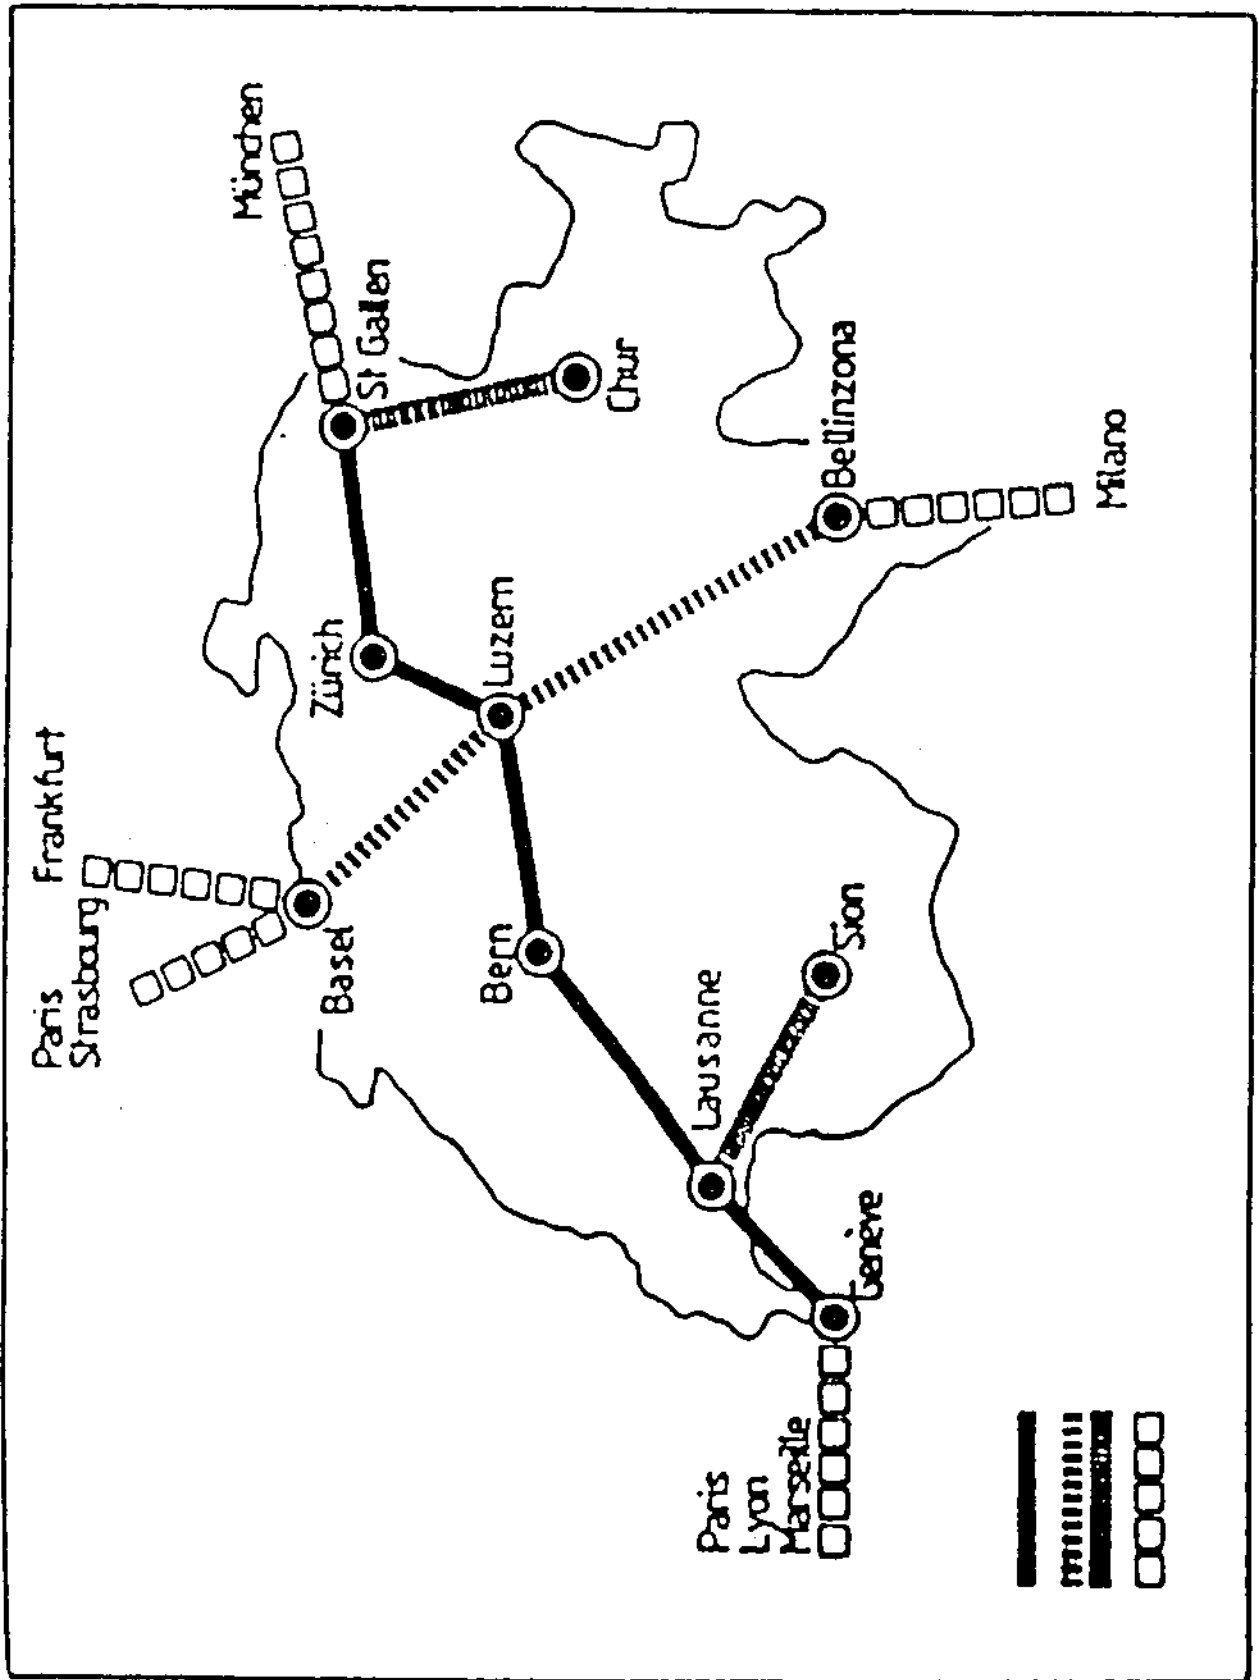 Paris
Strasbourg
Frankfurt
München
Basel
Zürich
St Gallen
Bern
Luzern
Chur
Lausanne
Sion
Bellinzona
Paris
Lyon
Marseille
Genève
Milano